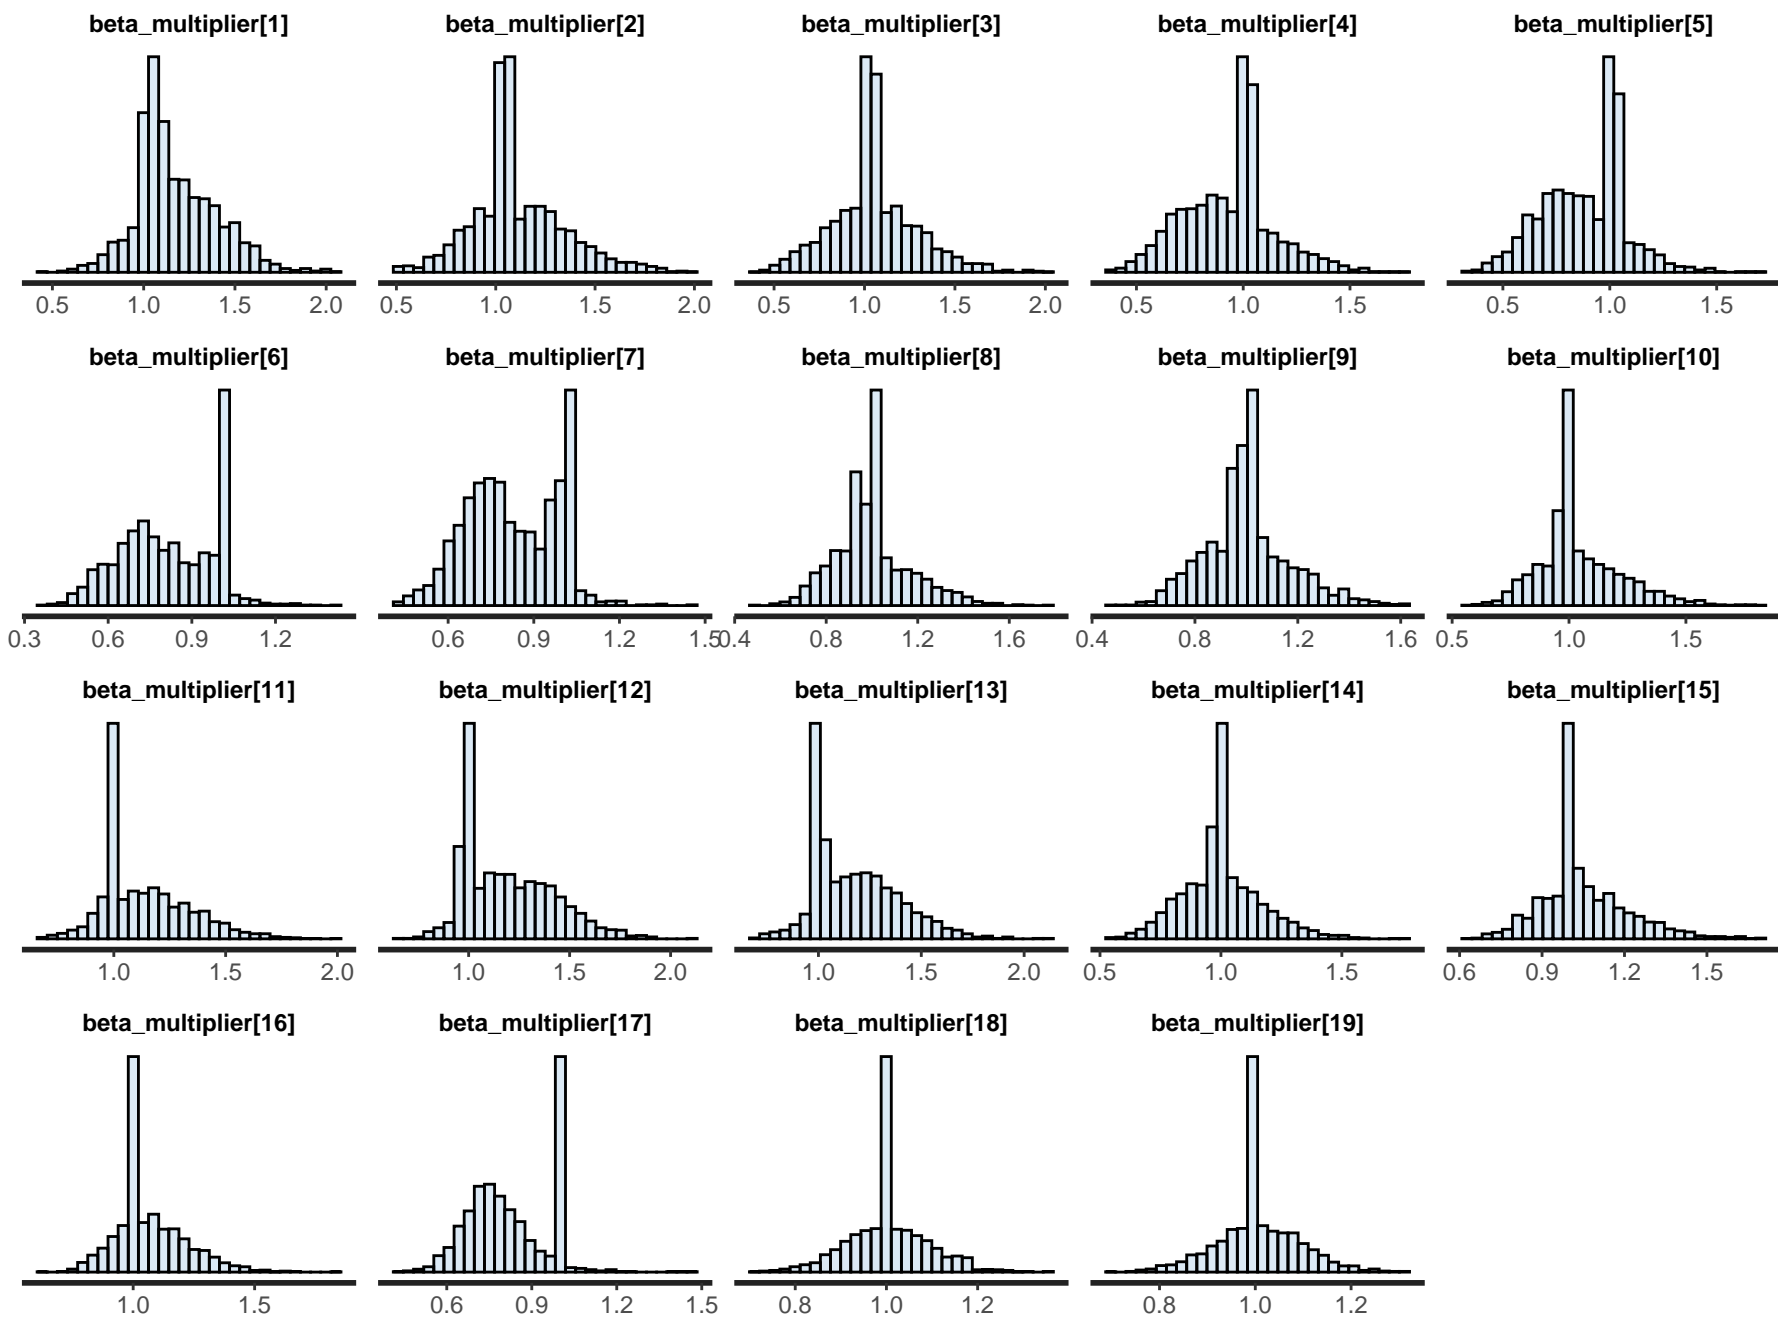 beta_multiplier[1] beta_multiplier[2] beta_multiplier[3] beta_multiplier[4] beta_multiplier[5]
0.5 1.0 1.5 2.0 0.5 1.0 1.5 2.0 0.5 1.0 1.5 2.0 0.5 1.0 1.5 0.5 1.0 1.5
beta_multiplier[6] beta_multiplier[7] beta_multiplier[8] beta_multiplier[9] beta_multiplier[10]
0.3 0.6 0.9 1.2 0.6 0.9 1.2 1.5 0.4 0.8 1.2 1.6 0.4 0.8 1.2 1.6 0.5 1.0 1.5
beta_multiplier[11] beta_multiplier[12] beta_multiplier[13] beta_multiplier[14] beta_multiplier[15]
1.0 1.5 2.0 1.0 1.5 2.0 1.0 1.5 2.0 0.5 1.0 1.5 0.6 0.9 1.2 1.5
beta_multiplier[16] beta_multiplier[17] beta_multiplier[18] beta_multiplier[19]
1.0 1.5 0.6 0.9 1.2 1.5 0.8 1.0 1.2 0.8 1.0 1.2